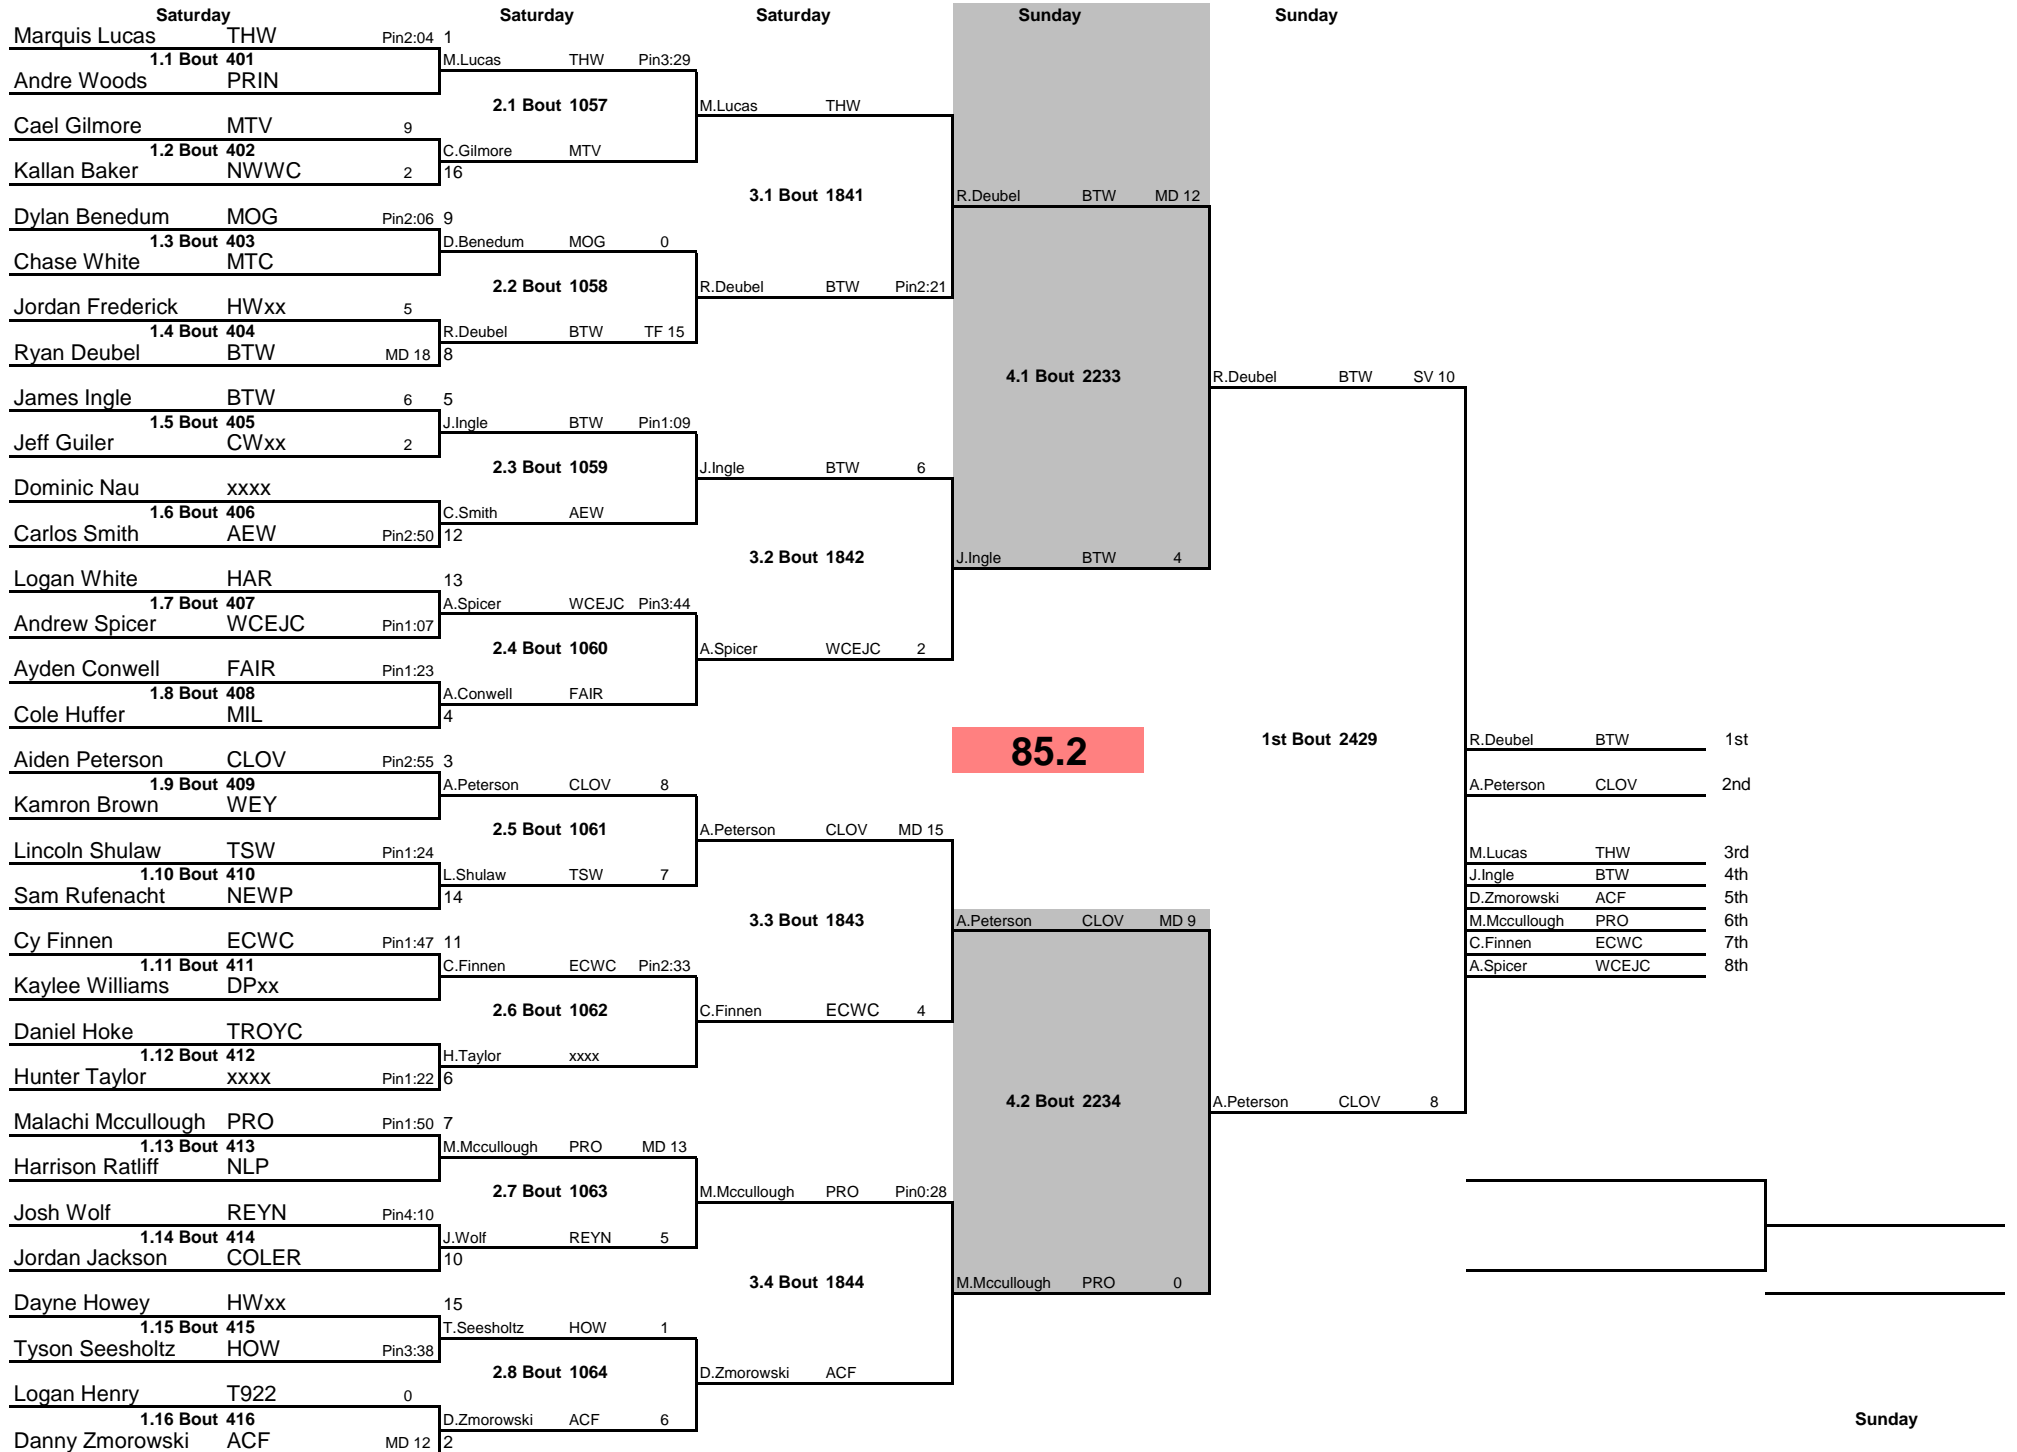 Saturday Saturday Saturday Sunday Sunday
Marquis Lucas THW Pin2:04 1
1.1 Bout 401 M.Lucas THW Pin3:29
Andre Woods PRIN
2.1 Bout 1057 M.Lucas THW
Cael Gilmore MTV 9
1.2 Bout 402 C.Gilmore MTV
Kallan Baker NWWC 2 16
3.1 Bout 1841 R.Deubel BTW MD 12
Dylan Benedum MOG Pin2:06 9
1.3 Bout 403 D.Benedum MOG 0
Chase White MTC
2.2 Bout 1058 R.Deubel BTW Pin2:21
Jordan Frederick HWxx 5
1.4 Bout 404 R.Deubel BTW TF 15
Ryan Deubel BTW MD 18 8
4.1 Bout 2233 R.Deubel BTW SV 10
James Ingle BTW 6 5
1.5 Bout 405 J.Ingle BTW Pin1:09
Jeff Guiler CWxx 2
2.3 Bout 1059 J.Ingle BTW 6
Dominic Nau xxxx
1.6 Bout 406 C.Smith AEW
Carlos Smith AEW Pin2:50 12
3.2 Bout 1842 J.Ingle BTW 4
Logan White HAR 13
1.7 Bout 407 A.Spicer WCEJC Pin3:44
Andrew Spicer WCEJC Pin1:07
2.4 Bout 1060 A.Spicer WCEJC 2
Ayden Conwell FAIR Pin1:23
1.8 Bout 408 A.Conwell FAIR
Cole Huffer MIL 4
85.2 1st Bout 2429 R.Deubel BTW 1st
Aiden Peterson CLOV Pin2:55 3
1.9 Bout 409 A.Peterson CLOV 8 A.Peterson CLOV 2nd
Kamron Brown WEY
2.5 Bout 1061 A.Peterson CLOV MD 15
Lincoln Shulaw TSW Pin1:24 M.Lucas THW 3rd
1.10 Bout 410 L.Shulaw TSW 7 J.Ingle BTW 4th
Sam Rufenacht NEWP 14 D.Zmorowski ACF 5th
3.3 Bout 1843 A.Peterson CLOV MD 9 M.Mccullough PRO 6th
Cy Finnen ECWC Pin1:47 11 C.Finnen ECWC 7th
1.11 Bout 411 C.Finnen ECWC Pin2:33 A.Spicer WCEJC 8th
Kaylee Williams DPxx
2.6 Bout 1062 C.Finnen ECWC 4
Daniel Hoke TROYC
1.12 Bout 412 H.Taylor xxxx
Hunter Taylor xxxx Pin1:22 6
4.2 Bout 2234 A.Peterson CLOV 8
Malachi Mccullough PRO Pin1:50 7
1.13 Bout 413 M.Mccullough PRO MD 13
Harrison Ratliff NLP
2.7 Bout 1063 M.Mccullough PRO Pin0:28
Josh Wolf REYN Pin4:10
1.14 Bout 414 J.Wolf REYN 5
Jordan Jackson COLER 10
3.4 Bout 1844 M.Mccullough PRO 0
Dayne Howey HWxx 15
1.15 Bout 415 T.Seesholtz HOW 1
Tyson Seesholtz HOW Pin3:38
2.8 Bout 1064 D.Zmorowski ACF
Logan Henry T922 0
1.16 Bout 416 D.Zmorowski ACF 6 Sunday
Danny Zmorowski ACF MD 12 2